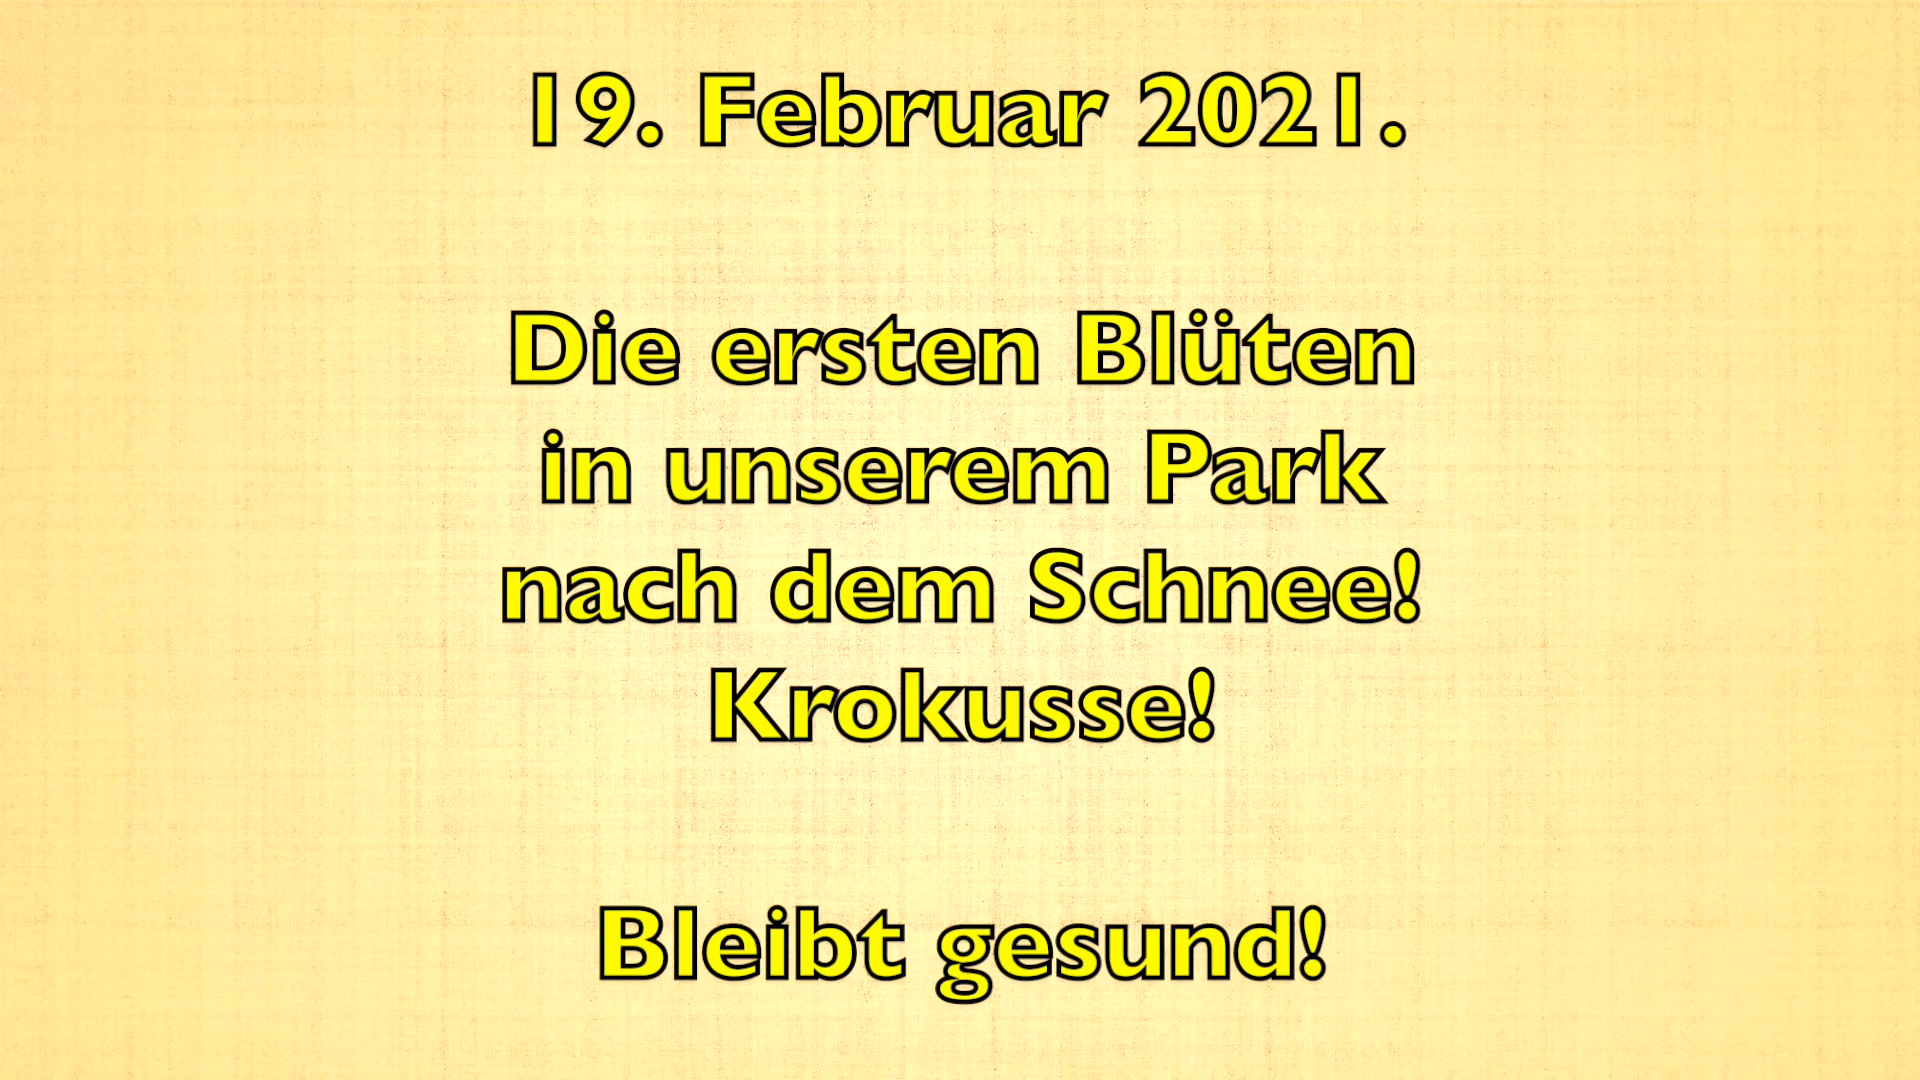 19. Februar 2021.
Die ersten Blüten
in unserem Park
nach dem Schnee!
Krokusse!
Bleibt gesund!